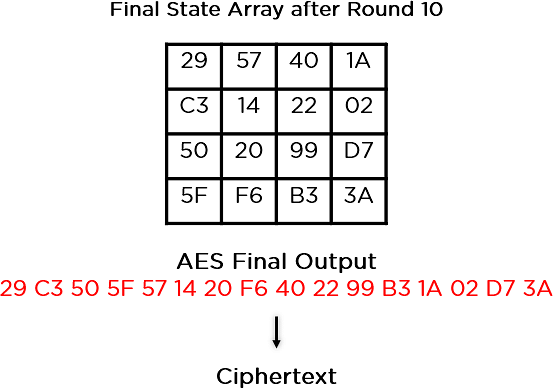 Final State Array after Round 10
29 57 40 1A
C3 14 22 02
50 20 99 D7
5F F6 B3 3A
AES Final Output
29 C3 50 5F 57 14 20 F6 40 22 99 B3 1A 02 D7 3A
Ciphertext